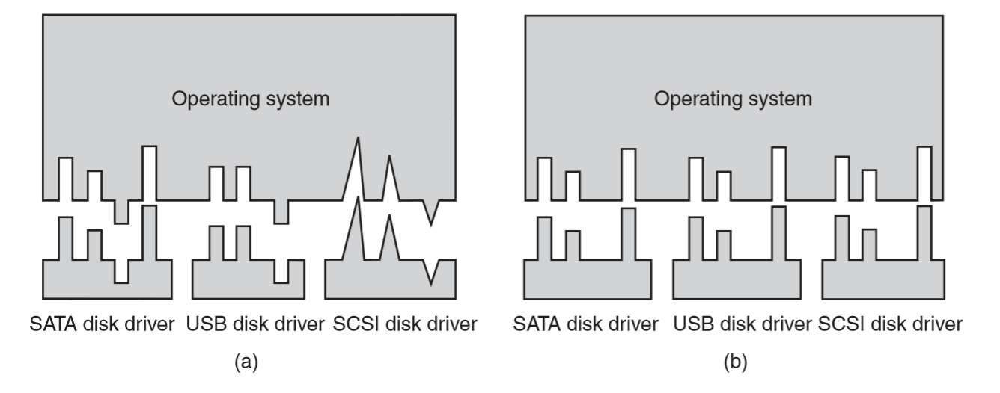 Operating system
Operating system
SATA disk driver USB disk driver SCSI disk driver
SATA disk driver USB disk driver SCSI disk driver
(a)
(b)